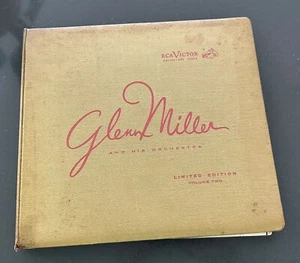 RCA VICTOR
Glenn Miller
AND HIS ORCHESTRA
LIMITED EDITION
VOLUME TWO